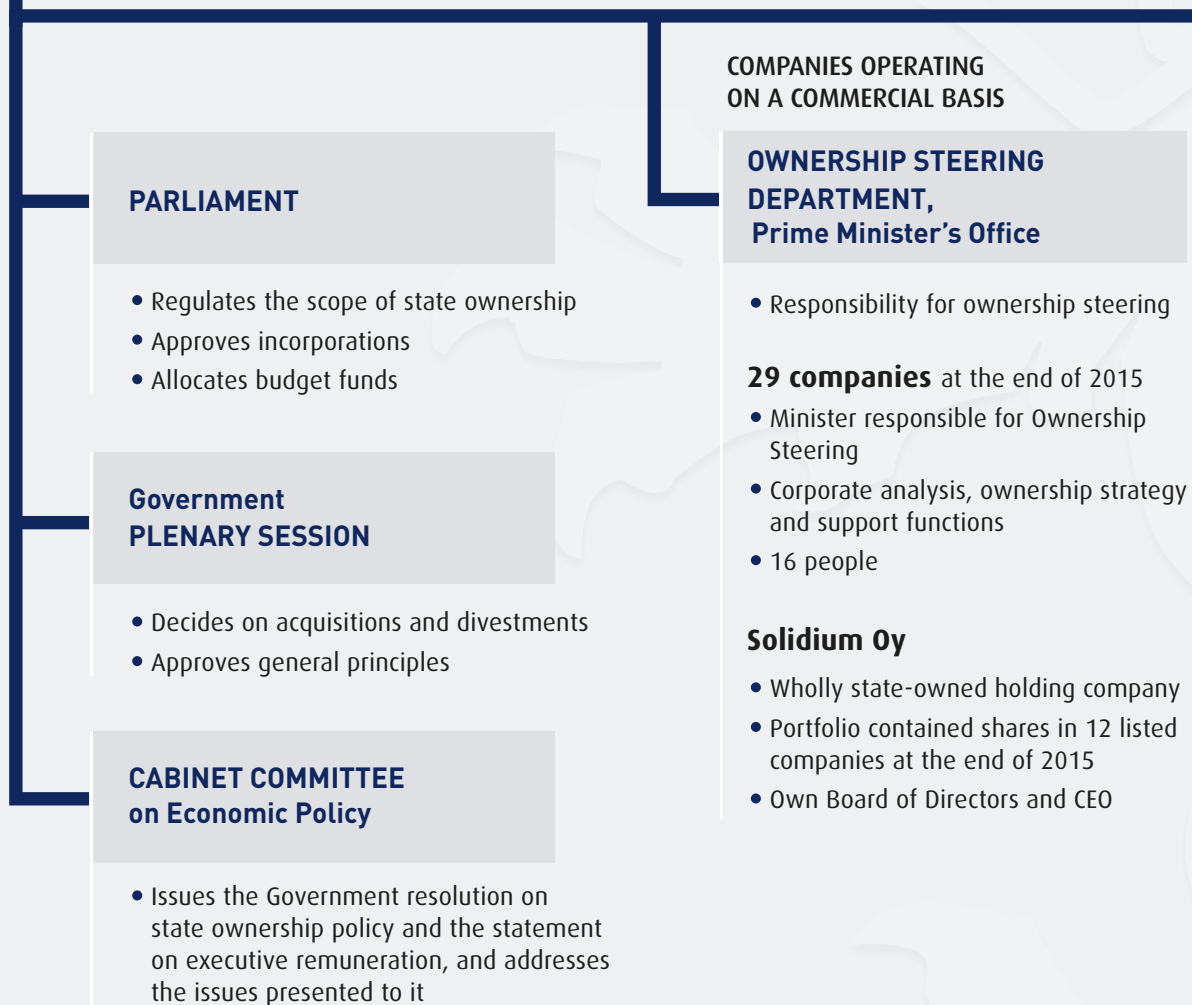 PARLIAMENT
• Regulates the scope of state ownership
• Approves incorporations
• Allocates budget funds
Government
PLENARY SESSION
• Decides on acquisitions and divestments
• Approves general principles
CABINET COMMITTEE
on Economic Policy
• Issues the Government resolution on
state ownership policy and the statement
on executive remuneration, and addresses
the issues presented to it
COMPANIES OPERATING
ON A COMMERCIAL BASIS
OWNERSHIP STEERING
DEPARTMENT,
Prime Minister's Office
• Responsibility for ownership steering
29 companies at the end of 2015
• Minister responsible for Ownership
Steering
• Corporate analysis, ownership strategy
and support functions
• 16 people
Solidium Oy
• Wholly state-owned holding company
• Portfolio contained shares in 12 listed
companies at the end of 2015
• Own Board of Directors and CEO